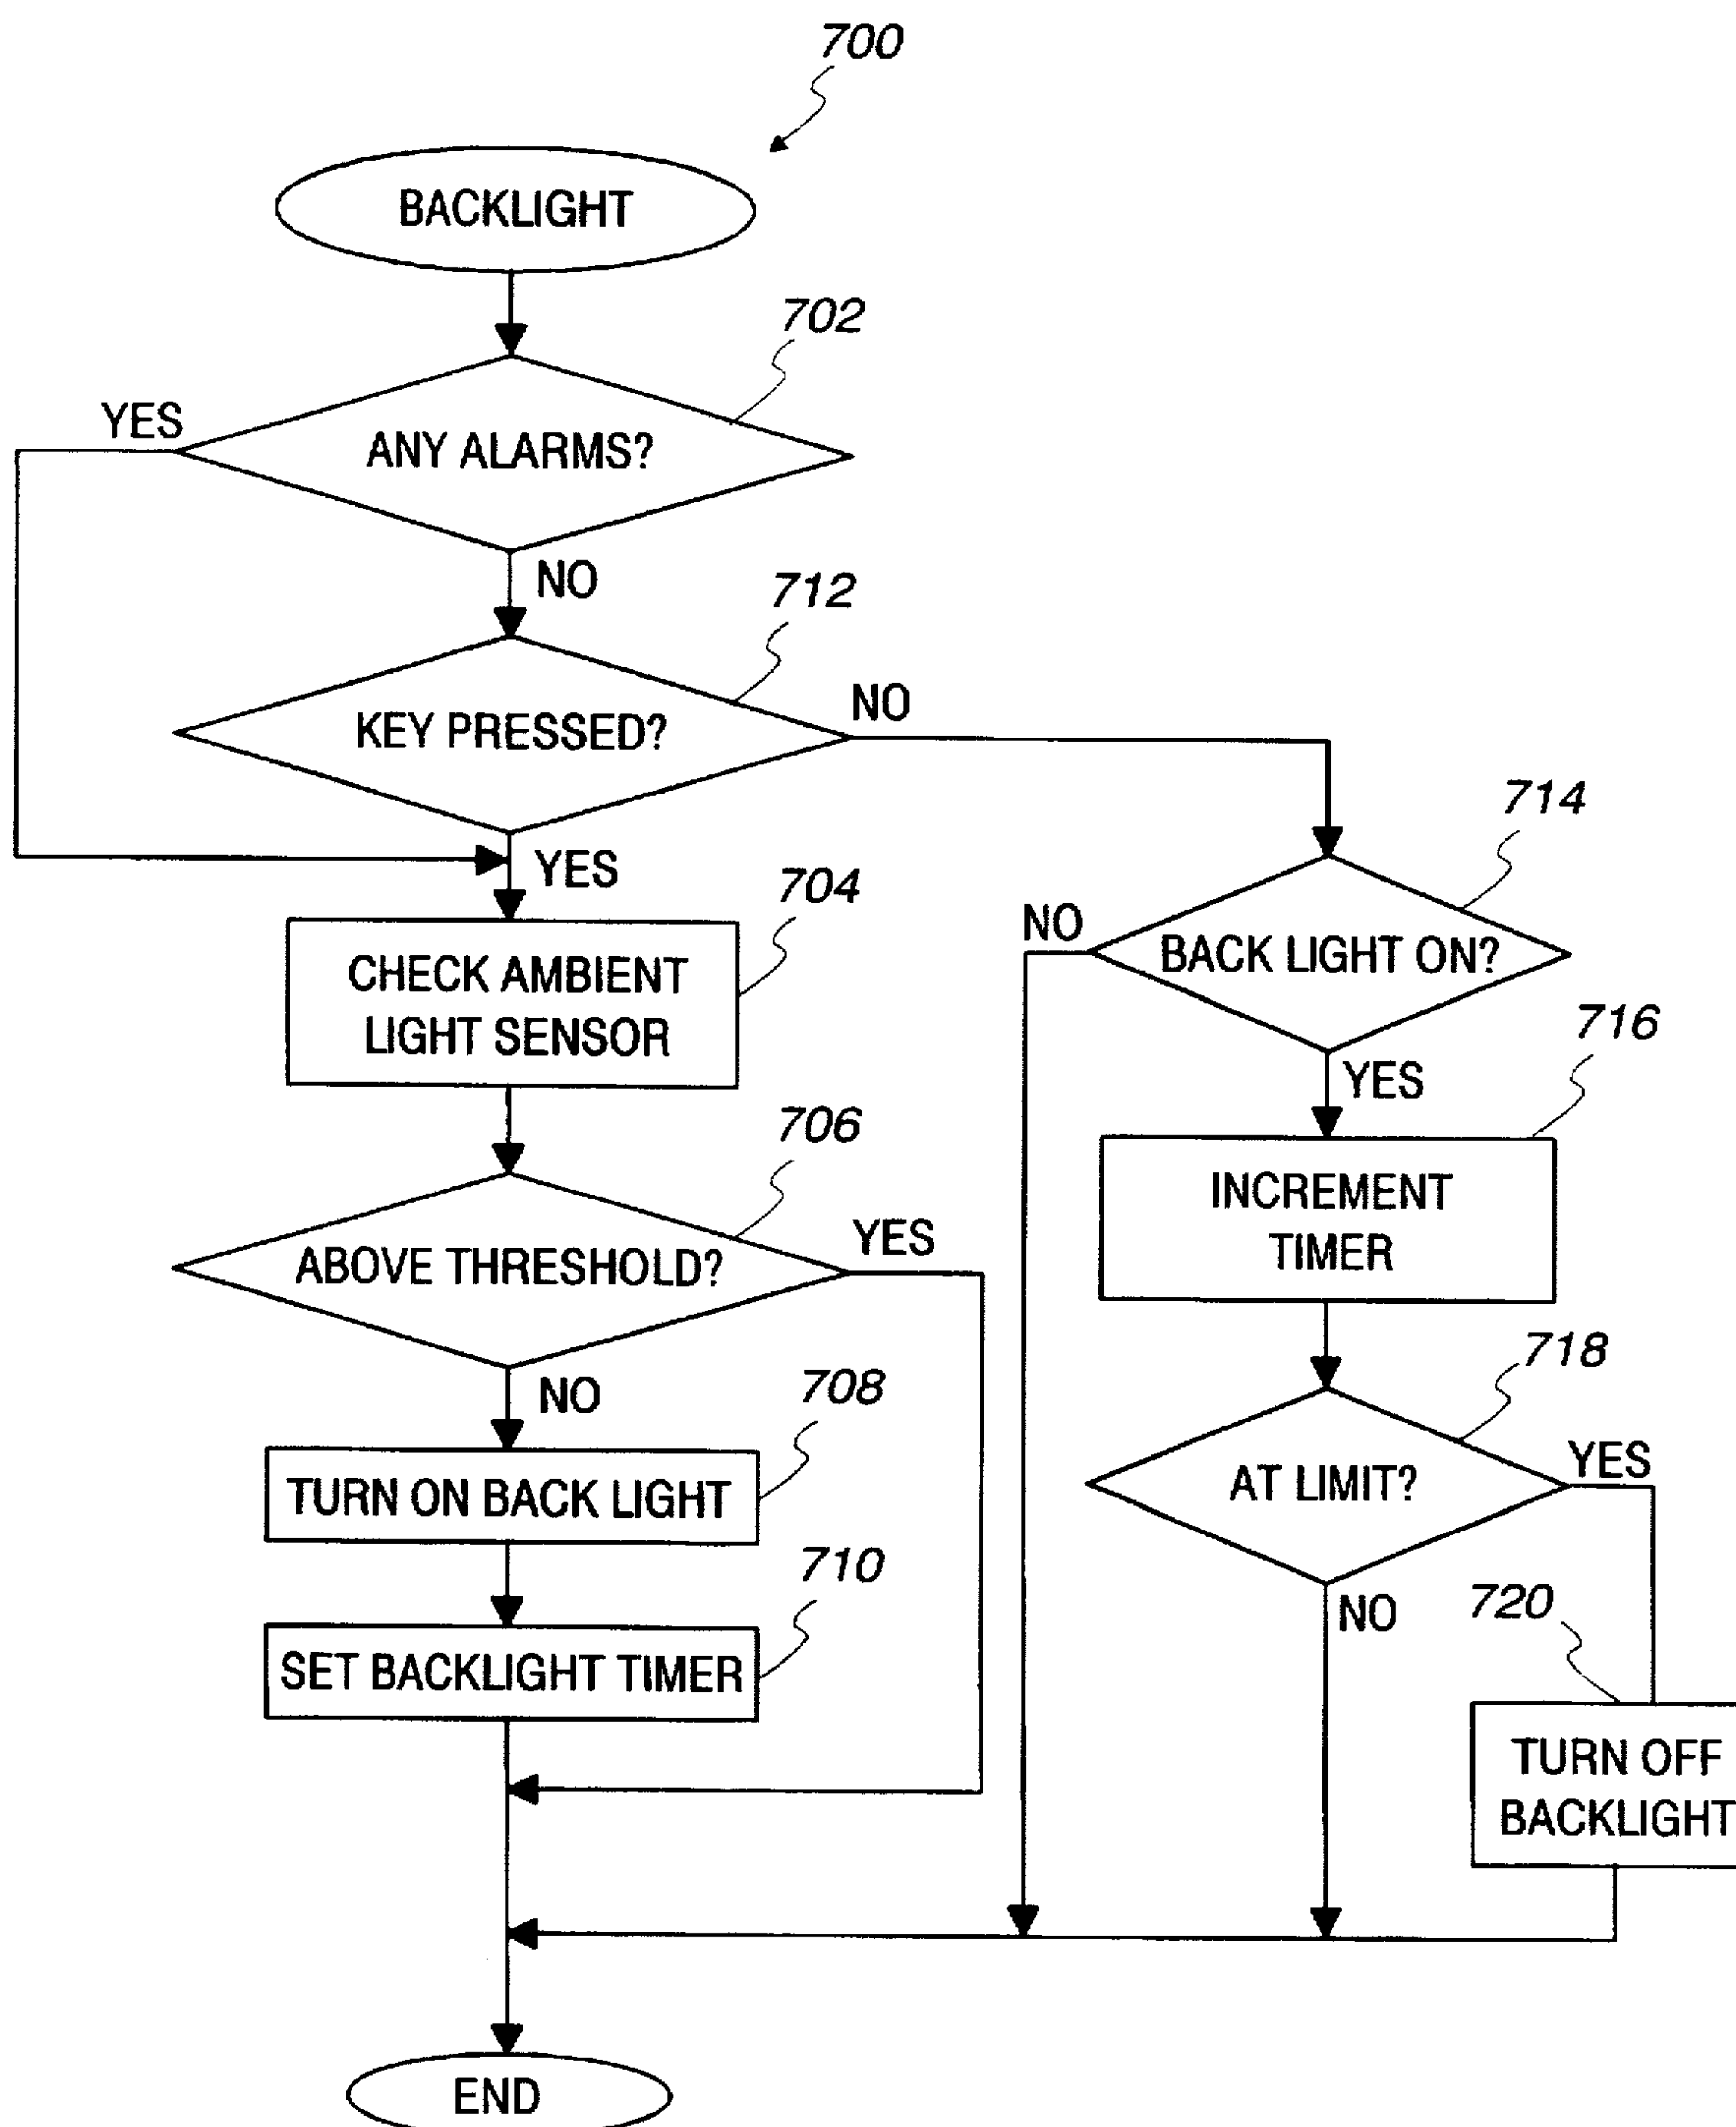 700
BACKLIGHT
702
YES
ANY ALARMS?
NO
712
KEY PRESSED?
NO
YES
714
704
CHECK AMBIENT
LIGHT SENSOR
NO
BACK LIGHT ON?
716
YES
706
ABOVE THRESHOLD?
YES
INCREMENT
TIMER
718
NO
708
TURN ON BACK LIGHT
AT LIMIT?
YES
710
NO
720
SET BACKLIGHT TIMER
TURN OFF
BACKLIGHT
END